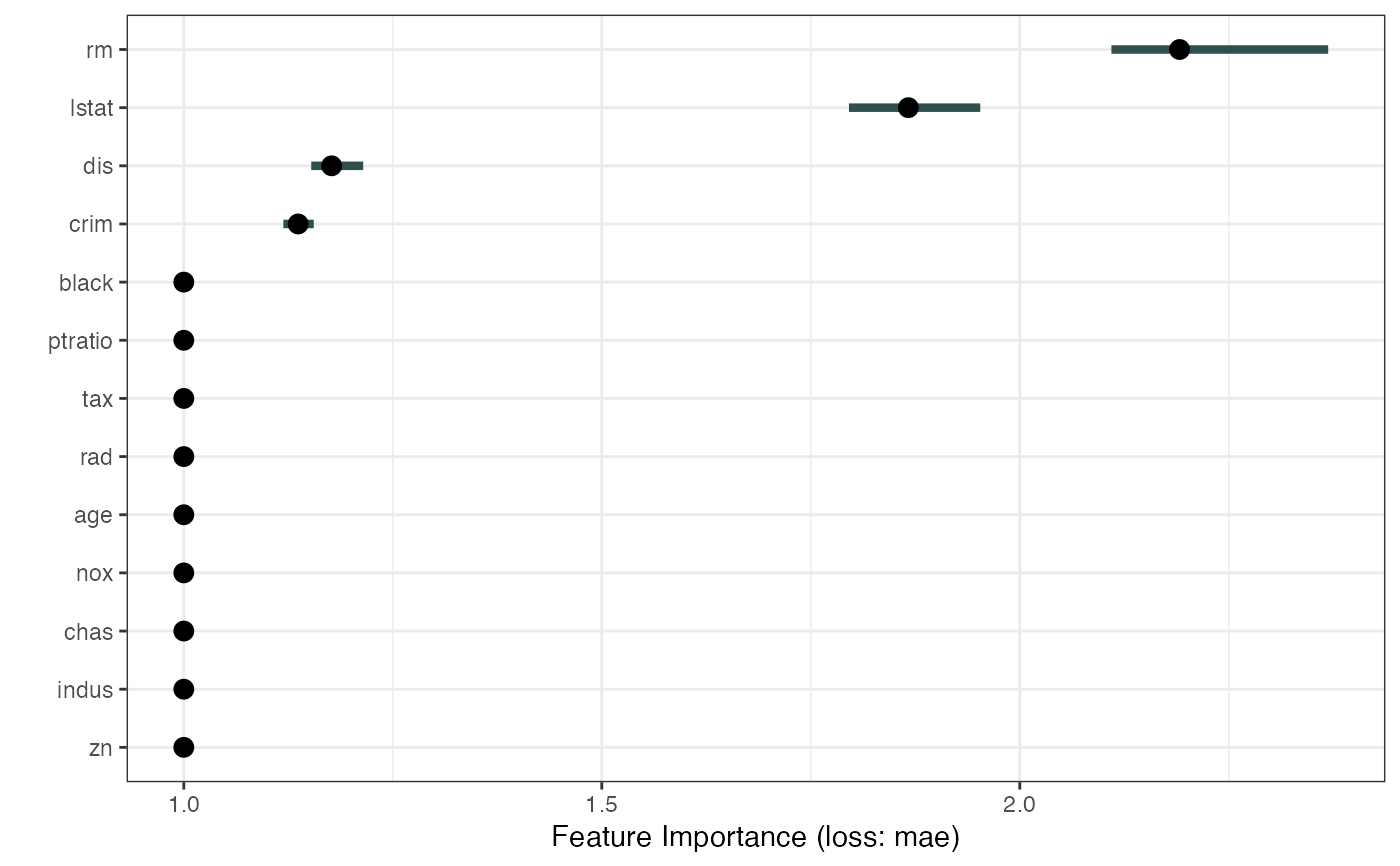 rm
lstat
dis
crim
black
ptratio
tax
rad
age
nox
chas
indus
zn
1.0 1.5 2.0
Feature Importance (loss: mae)